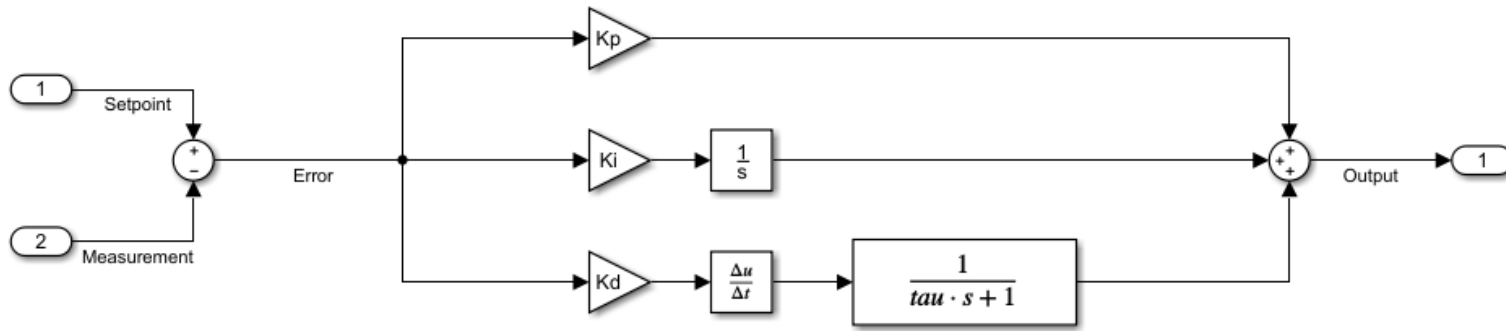 Kp
1
Setpoint
+
−
Error
Ki
1
s
+
+
+
Output
1
2
Measurement
Kd
Δu
Δt
1
tau · s + 1